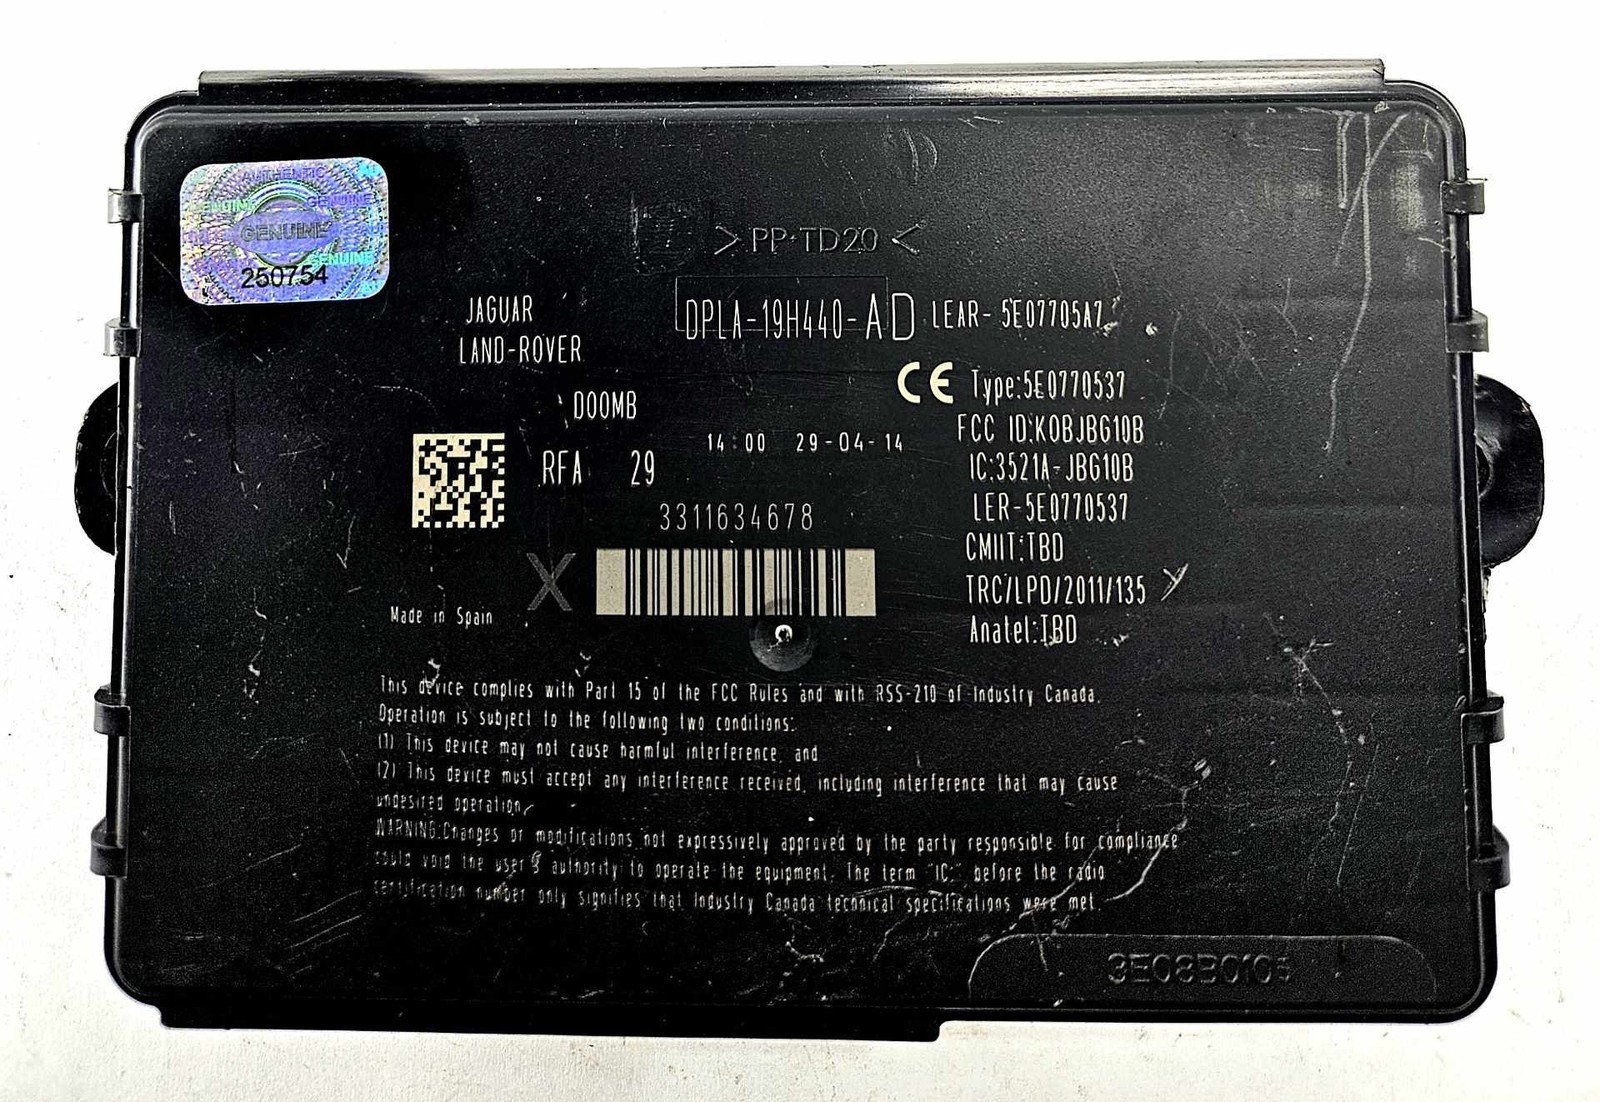 AUTHENTIC
GENUINE GENUINE
GENUINE
GENUINE
250754
>PP-TD20<
JAGUAR
LAND-ROVER
DPLA-19H440-AD LEAR- 5E07705A7
CE Type:5E0770537
D00MB
14:00 29-04-14
FCC ID:KOBJBG10B
RFA 29
IC:3521A-JBG10B
3311634678
LER-5E0770537
CMIIT:TBD
X
TRC/LPD/2011/135
Made in Spain
Anatel:TBD
This device complies with Part 15 of the FCC Rules and with RSS-210 of Industry Canada.
Operation is subject to the following two conditions:
(1) This device may not cause harmful interference, and
(2) This device must accept any interference received, including interference that may cause
undesired operation.
WARNING:Changes or modifications not expressively approved by the party responsible for compliance
could void the user's authority to operate the equipment. The term "IC:" before the radio
certification number only signifies that Industry Canada technical specifications were met.